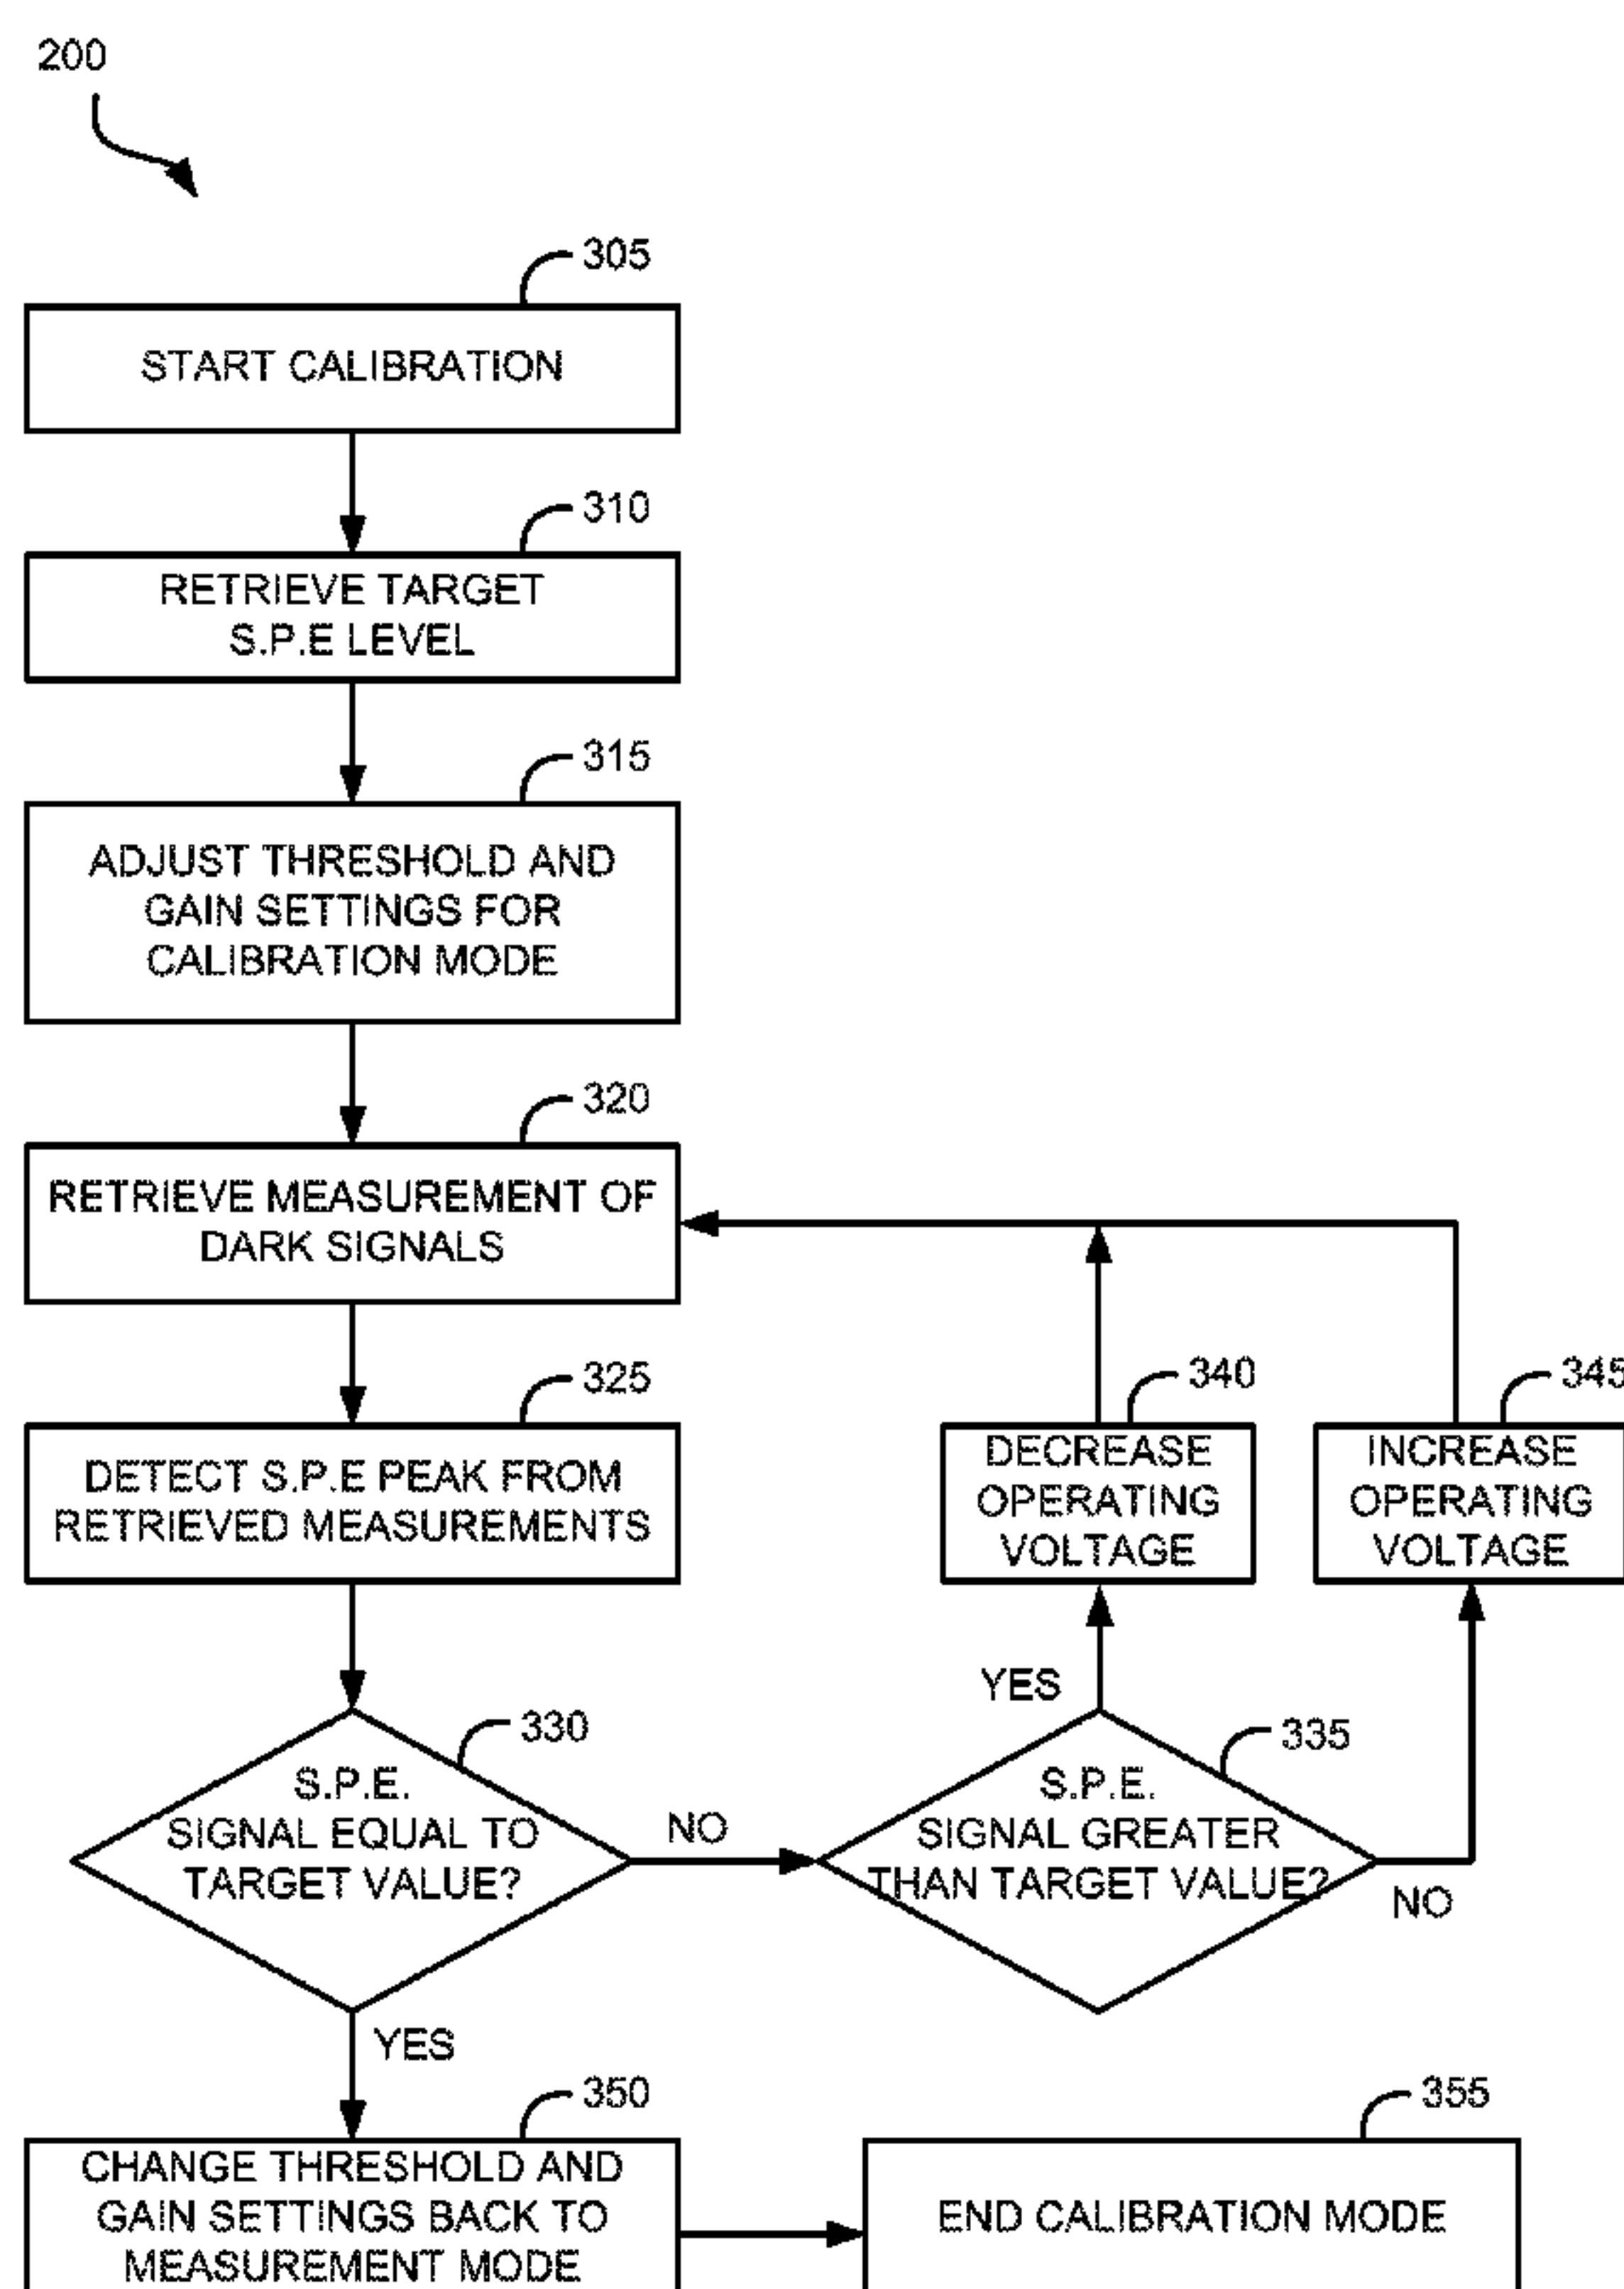 200
305
START CALIBRATION
310
RETRIEVE TARGET
S.P.E LEVEL
315
ADJUST THRESHOLD AND
GAIN SETTINGS FOR
CALIBRATION MODE
320
RETRIEVE MEASUREMENT OF
DARK SIGNALS
325
DETECT S.P.E PEAK FROM
RETRIEVED MEASUREMENTS
340
DECREASE
OPERATING
VOLTAGE
345
INCREASE
OPERATING
VOLTAGE
330
S.P.E.
SIGNAL EQUAL TO
TARGET VALUE?
NO
YES
335
S.P.E.
SIGNAL GREATER
THAN TARGET VALUE?
NO
YES
350
CHANGE THRESHOLD AND
GAIN SETTINGS BACK TO
MEASUREMENT MODE
355
END CALIBRATION MODE